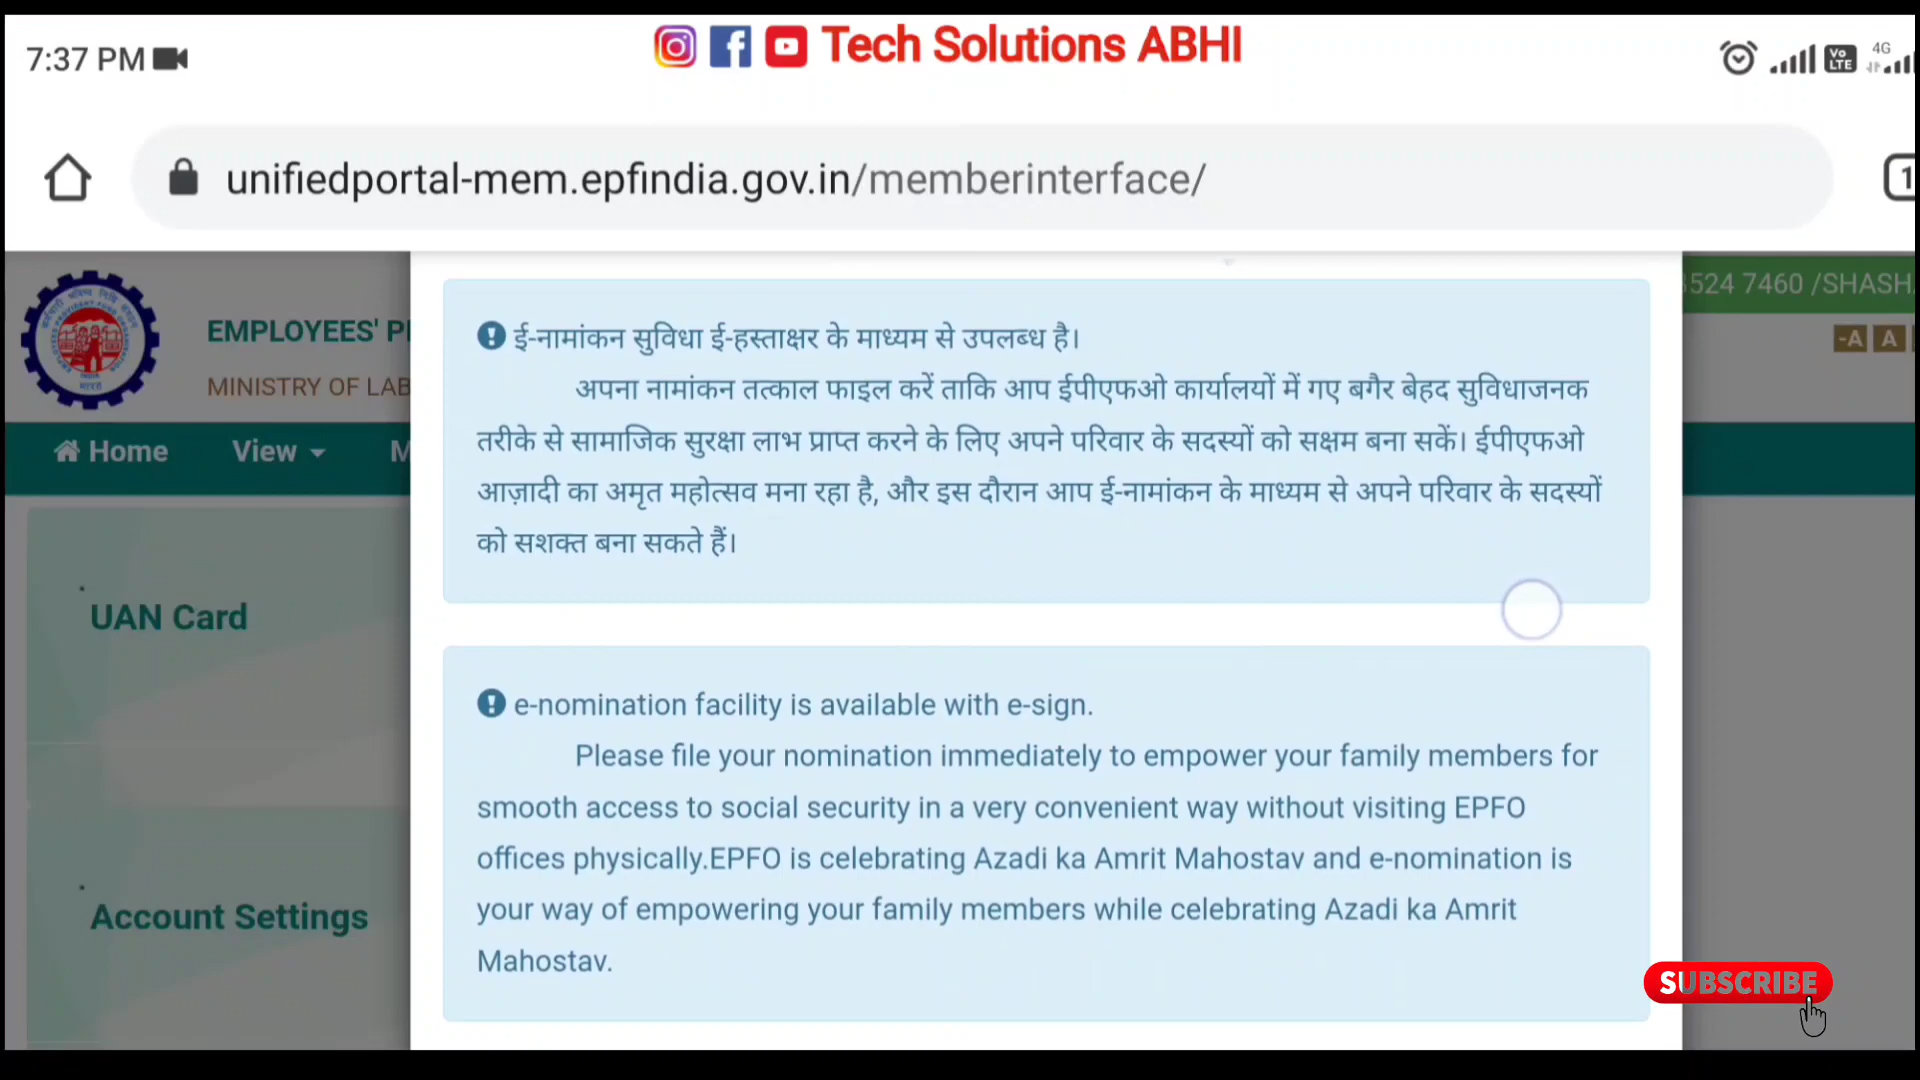 Tech Solutions ABHI
7:37 PM
Vo
LTE
4G
unifiedportal-mem.epfindia.gov.in/memberinterface/
1
524 7460 /SHASH
EMPLOYEES' P
-A A
MINISTRY OF LAB
Home View M
ई-नामांकन सुविधा ई-हस्ताक्षर के माध्यम से उपलब्ध है।
अपना नामांकन तत्काल फाइल करें ताकि आप ईपीएफओ कार्यालयों में गए बगैर बेहद सुविधाजनक
तरीके से सामाजिक सुरक्षा लाभ प्राप्त करने के लिए अपने परिवार के सदस्यों को सक्षम बना सकें। ईपीएफओ
आज़ादी का अमृत महोत्सव मना रहा है, और इस दौरान आप ई-नामांकन के माध्यम से अपने परिवार के सदस्यों
को सशक्त बना सकते हैं।
UAN Card
e-nomination facility is available with e-sign.
Please file your nomination immediately to empower your family members for
smooth access to social security in a very convenient way without visiting EPFO
offices physically.EPFO is celebrating Azadi ka Amrit Mahostav and e-nomination is
your way of empowering your family members while celebrating Azadi ka Amrit
Mahostav.
Account Settings
SUBSCRIBE